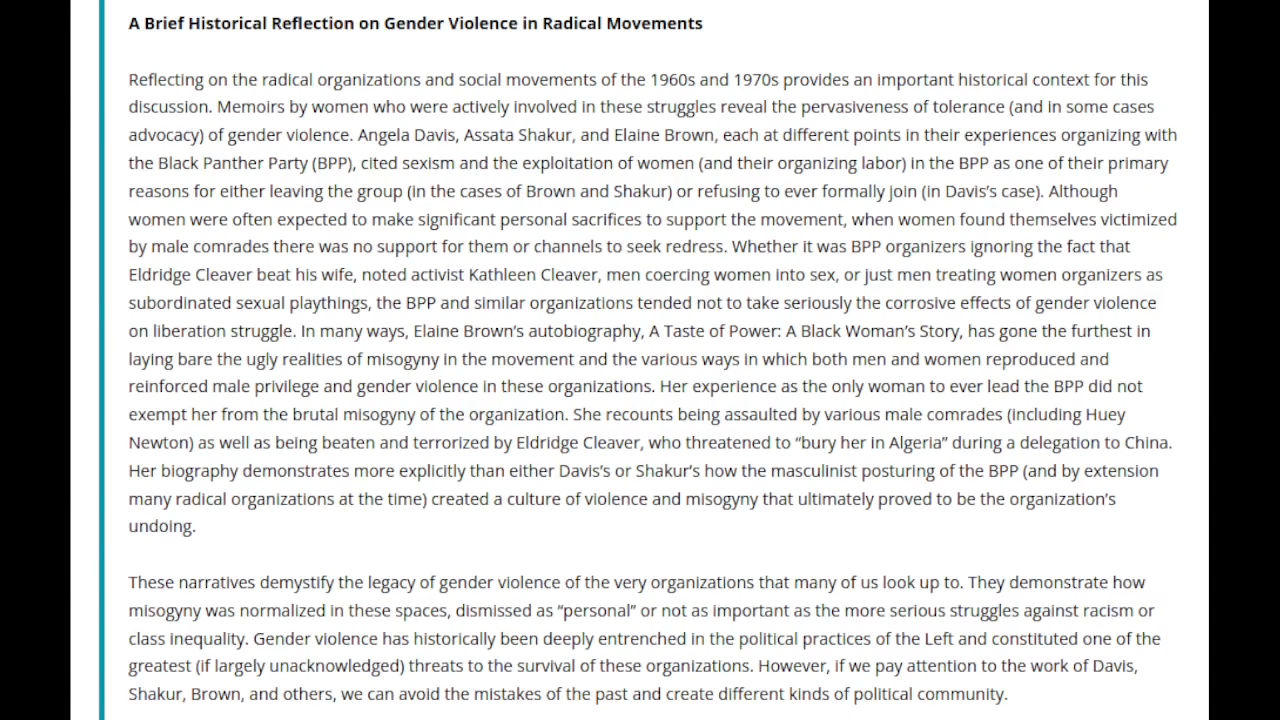 A Brief Historical Reflection on Gender Violence in Radical Movements
Reflecting on the radical organizations and social movements of the 1960s and 1970s provides an important historical context for this
discussion. Memoirs by women who were actively involved in these struggles reveal the pervasiveness of tolerance (and in some cases
advocacy) of gender violence. Angela Davis, Assata Shakur, and Elaine Brown, each at different points in their experiences organizing with
the Black Panther Party (BPP), cited sexism and the exploitation of women (and their organizing labor) in the BPP as one of their primary
reasons for either leaving the group (in the cases of Brown and Shakur) or refusing to ever formally join (in Davis’s case). Although
women were often expected to make significant personal sacrifices to support the movement, when women found themselves victimized
by male comrades there was no support for them or channels to seek redress. Whether it was BPP organizers ignoring the fact that
Eldridge Cleaver beat his wife, noted activist Kathleen Cleaver, men coercing women into sex, or just men treating women organizers as
subordinated sexual playthings, the BPP and similar organizations tended not to take seriously the corrosive effects of gender violence
on liberation struggle. In many ways, Elaine Brown’s autobiography, A Taste of Power: A Black Woman’s Story, has gone the furthest in
laying bare the ugly realities of misogyny in the movement and the various ways in which both men and women reproduced and
reinforced male privilege and gender violence in these organizations. Her experience as the only woman to ever lead the BPP did not
exempt her from the brutal misogyny of the organization. She recounts being assaulted by various male comrades (including Huey
Newton) as well as being beaten and terrorized by Eldridge Cleaver, who threatened to “bury her in Algeria” during a delegation to China.
Her biography demonstrates more explicitly than either Davis’s or Shakur’s how the masculinist posturing of the BPP (and by extension
many radical organizations at the time) created a culture of violence and misogyny that ultimately proved to be the organization’s
undoing.
These narratives demystify the legacy of gender violence of the very organizations that many of us look up to. They demonstrate how
misogyny was normalized in these spaces, dismissed as “personal” or not as important as the more serious struggles against racism or
class inequality. Gender violence has historically been deeply entrenched in the political practices of the Left and constituted one of the
greatest (if largely unacknowledged) threats to the survival of these organizations. However, if we pay attention to the work of Davis,
Shakur, Brown, and others, we can avoid the mistakes of the past and create different kinds of political community.